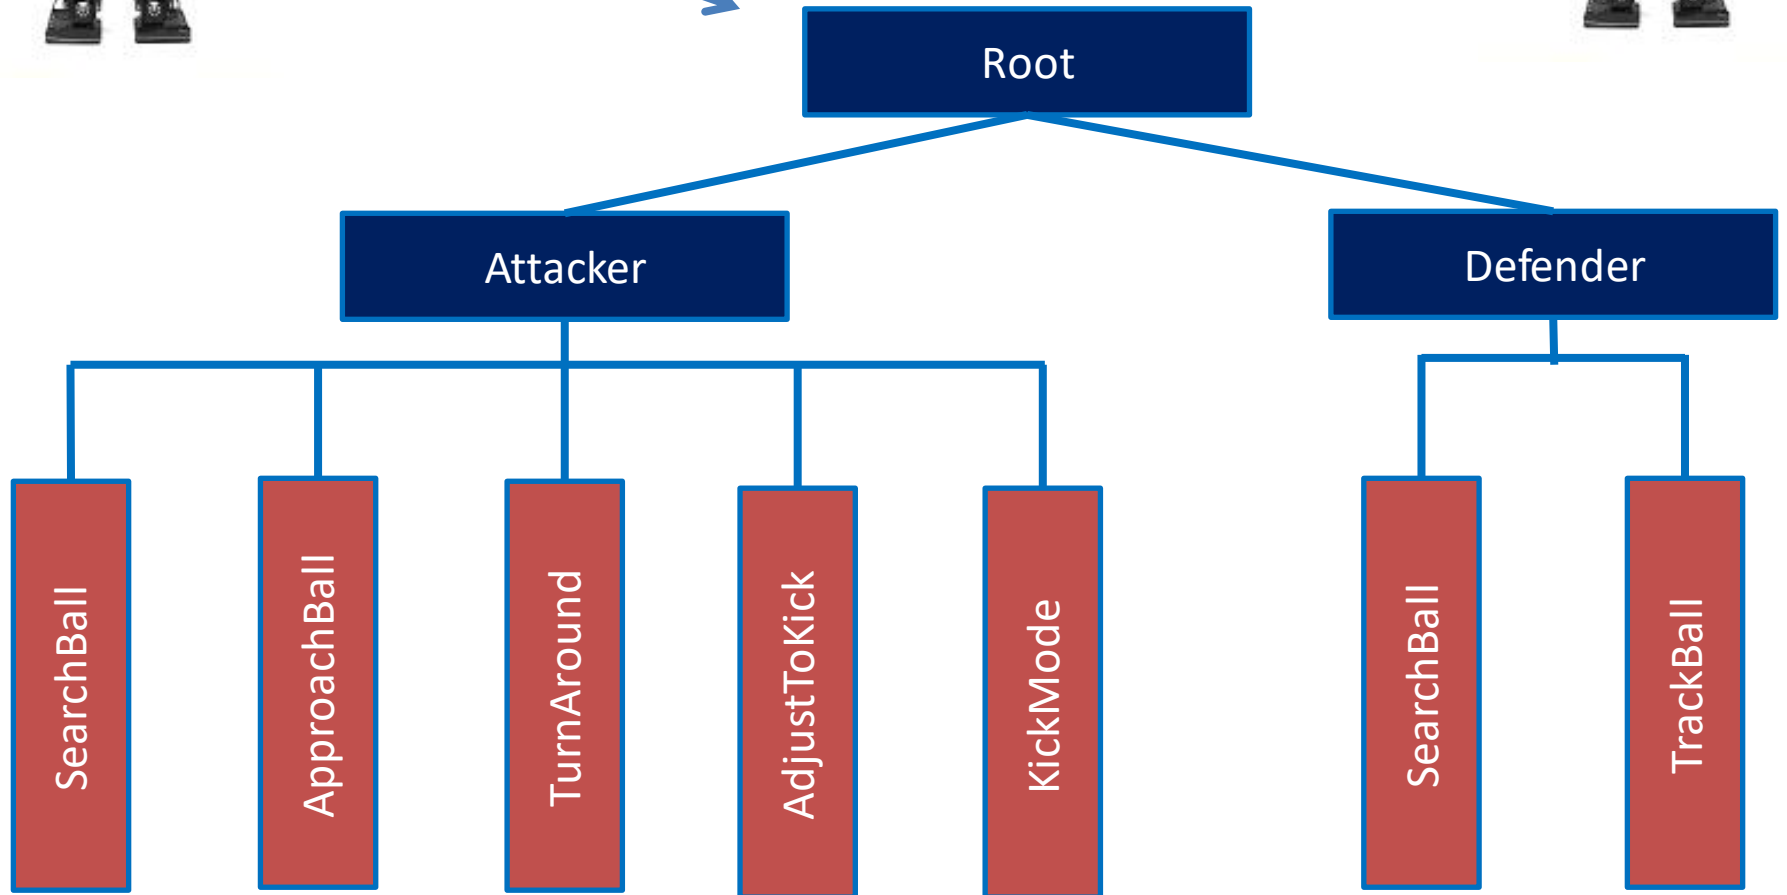 Root
Attacker
Defender
SearchBall
ApproachBall
TurnAround
AdjustToKick
KickMode
SearchBall
TrackBall